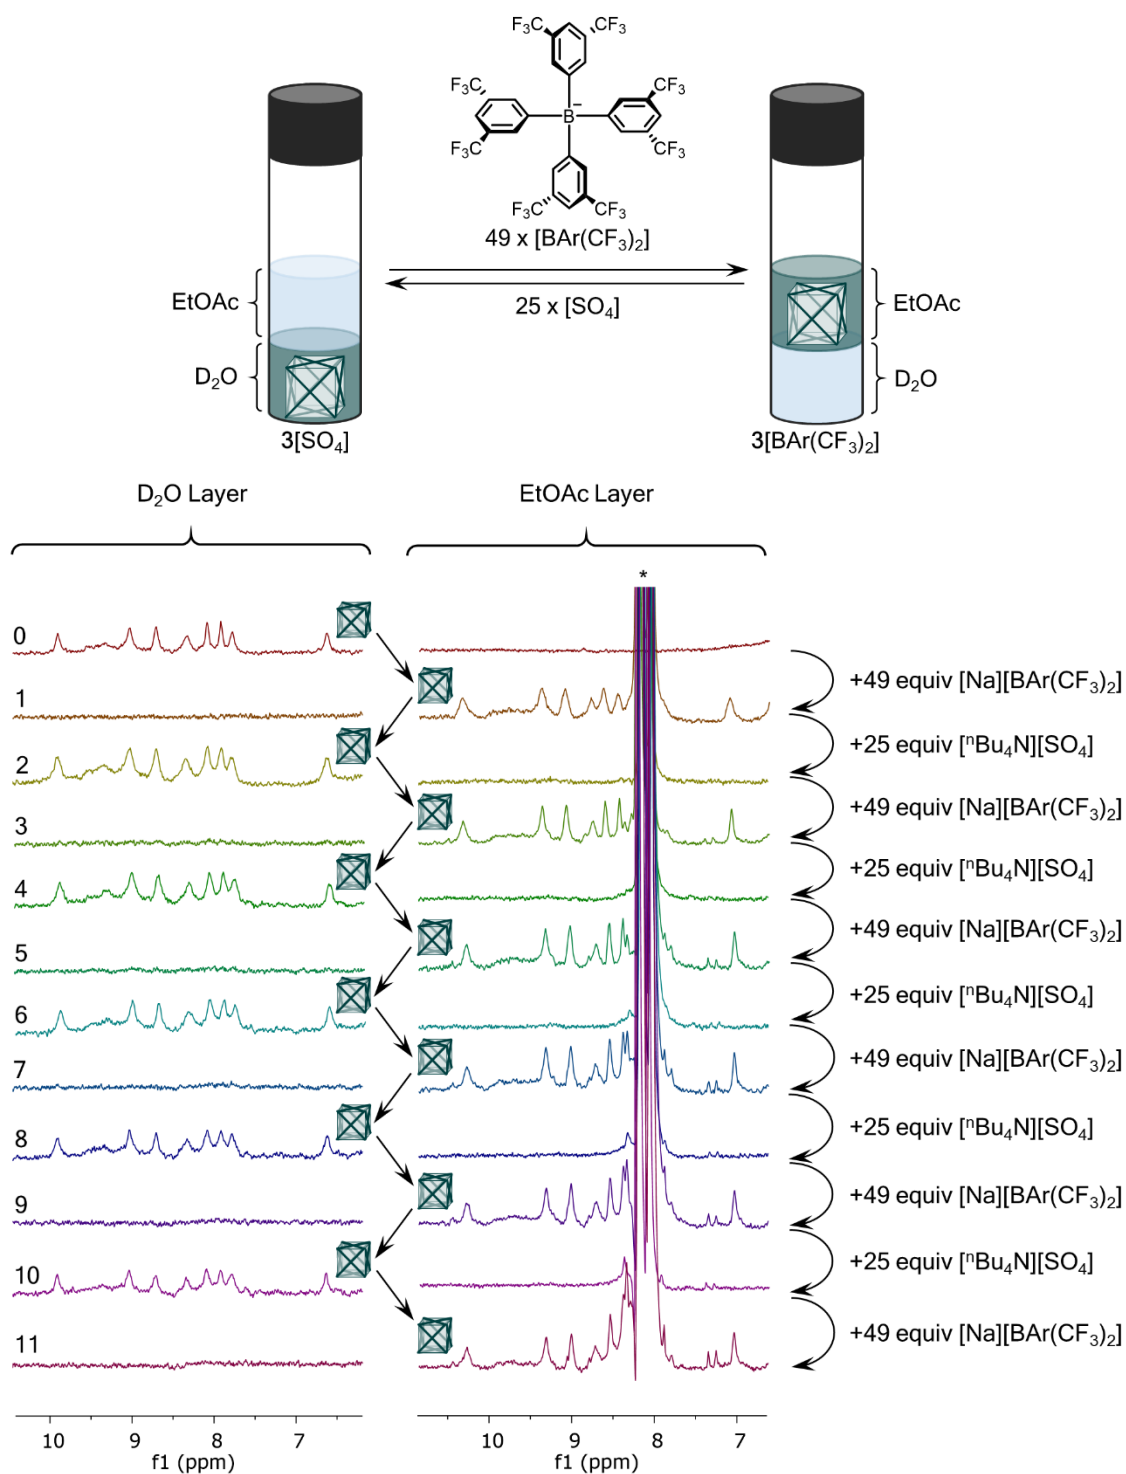 F₃C CF₃
F₃C CF₃
B⁻
F₃C CF₃
F₃C CF₃
49 x [BAr(CF₃)₂]
25 x [SO₄]
EtOAc
D₂O
EtOAc
D₂O
3[SO₄]
3[BAr(CF₃)₂]
D₂O Layer
EtOAc Layer
*
0
+49 equiv [Na][BAr(CF₃)₂]
1
+25 equiv [ⁿBu₄N][SO₄]
2
+49 equiv [Na][BAr(CF₃)₂]
3
+25 equiv [ⁿBu₄N][SO₄]
4
+49 equiv [Na][BAr(CF₃)₂]
5
+25 equiv [ⁿBu₄N][SO₄]
6
+49 equiv [Na][BAr(CF₃)₂]
7
+25 equiv [ⁿBu₄N][SO₄]
8
+49 equiv [Na][BAr(CF₃)₂]
9
+25 equiv [ⁿBu₄N][SO₄]
10
+49 equiv [Na][BAr(CF₃)₂]
11
10 9 8 7
f1 (ppm)
10 9 8 7
f1 (ppm)